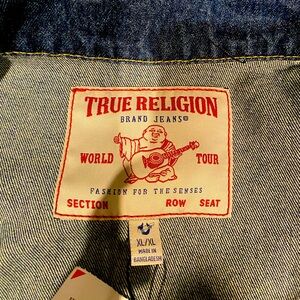 TRUE RELIGION
BRAND JEANS®
WORLD TOUR
FASHION FOR THE SENSES
SECTION ROW SEAT
XL/XL
MADE IN
BANGLADESH